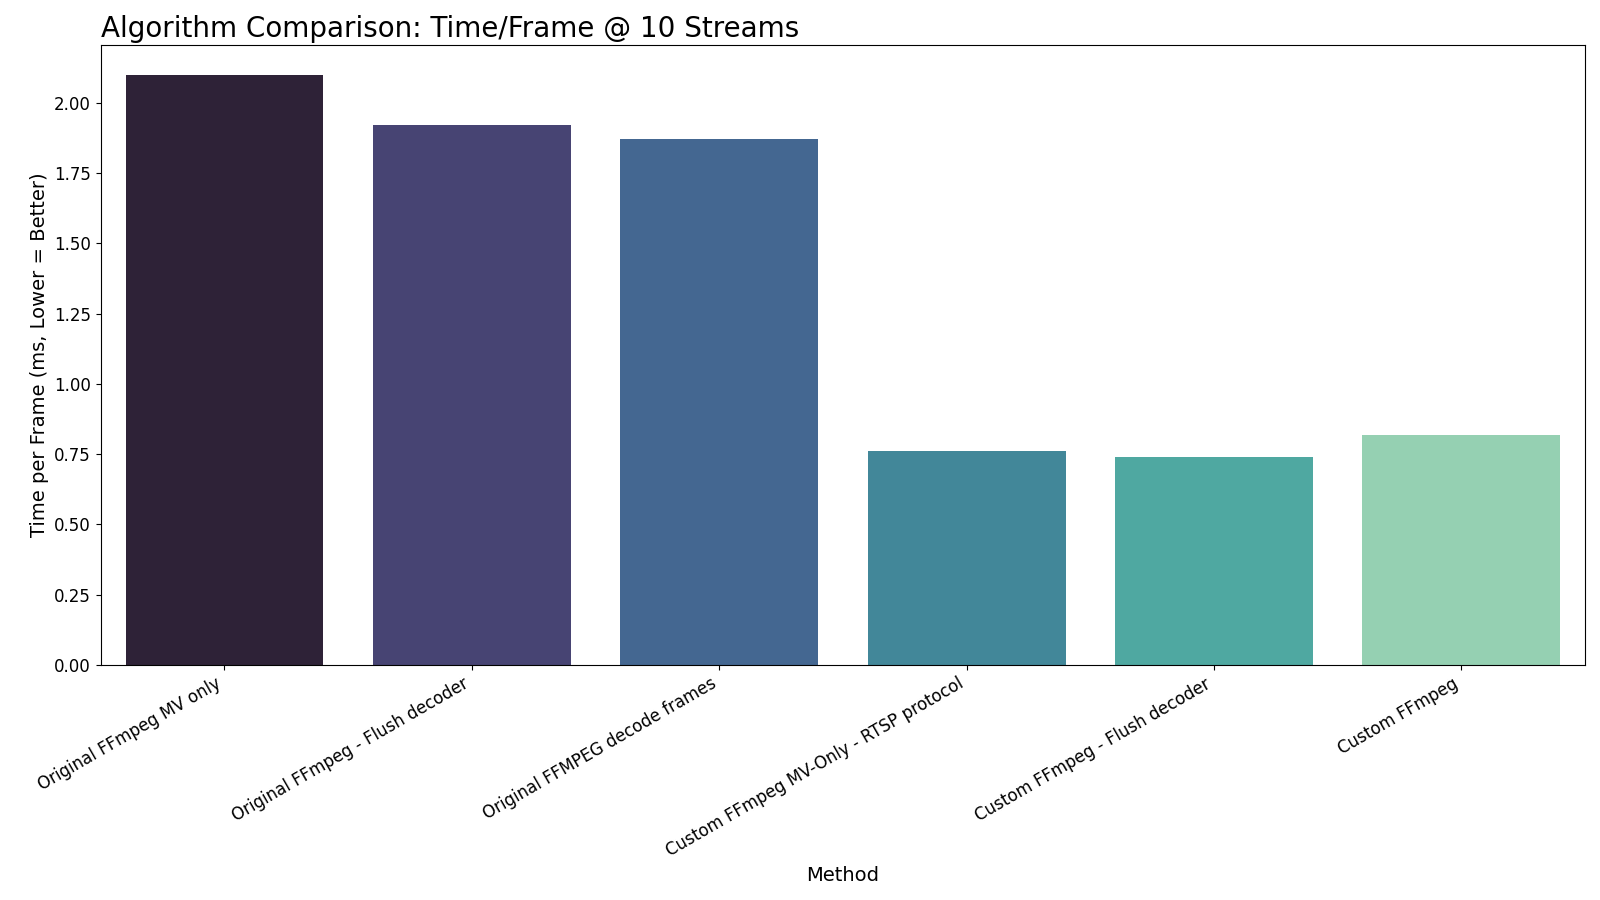 Algorithm Comparison: Time/Frame @ 10 Streams
Time per Frame (ms, Lower = Better)
2.00
1.75
1.50
1.25
1.00
0.75
0.50
0.25
0.00
Original FFmpeg MV only
Original FFmpeg - Flush decoder
Original FFMPEG decode frames
Custom FFmpeg MV-Only - RTSP protocol
Custom FFmpeg - Flush decoder
Custom FFmpeg
Method